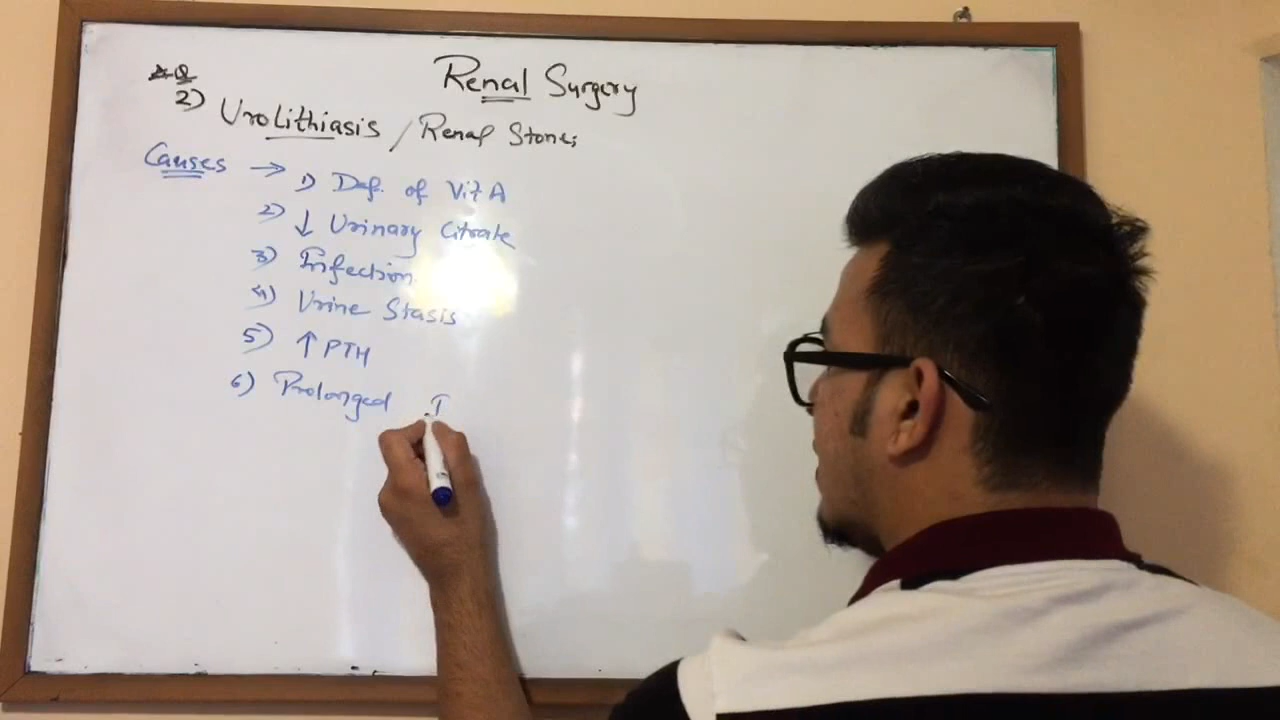 Renal Surgery
Q
2) Urolithiasis / Renal Stones
Causes → 1) Def. of Vit A
2) ↓ Urinary Citrate
3) Infection
4) Urine Stasis
5) ↑ PTH
6) Prolonged I